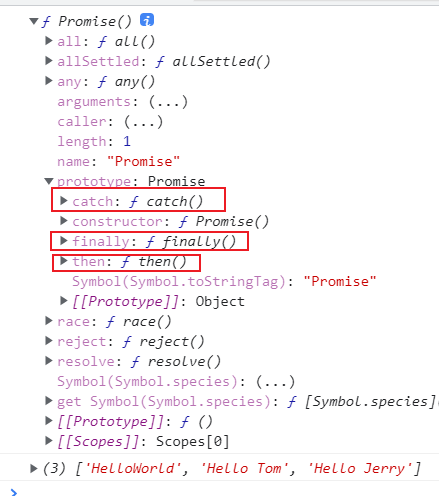 ƒ Promise() i
all: ƒ all()
allSettled: ƒ allSettled()
any: ƒ any()
arguments: (...)
caller: (...)
length: 1
name: "Promise"
prototype: Promise
catch: ƒ catch()
constructor: ƒ Promise()
finally: ƒ finally()
then: ƒ then()
Symbol(Symbol.toStringTag): "Promise"
[[Prototype]]: Object
race: ƒ race()
reject: ƒ reject()
resolve: ƒ resolve()
Symbol(Symbol.species): (...)
get Symbol(Symbol.species): ƒ [Symbol.species](
[[Prototype]]: ƒ ()
[[Scopes]]: Scopes[0]
(3) ['HelloWorld', 'Hello Tom', 'Hello Jerry']